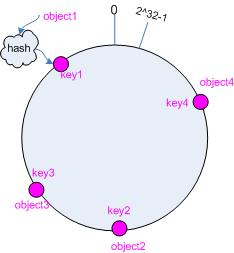 object1
0
2^32-1
hash
key1
object4
key4
key3
object3
key2
object2